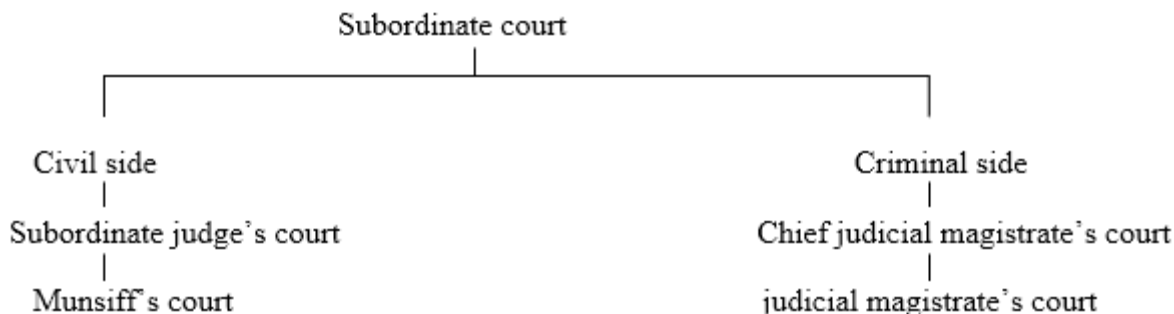 Subordinate court
Civil side
Criminal side
Subordinate judge's court
Chief judicial magistrate's court
Munsiff's court
judicial magistrate's court